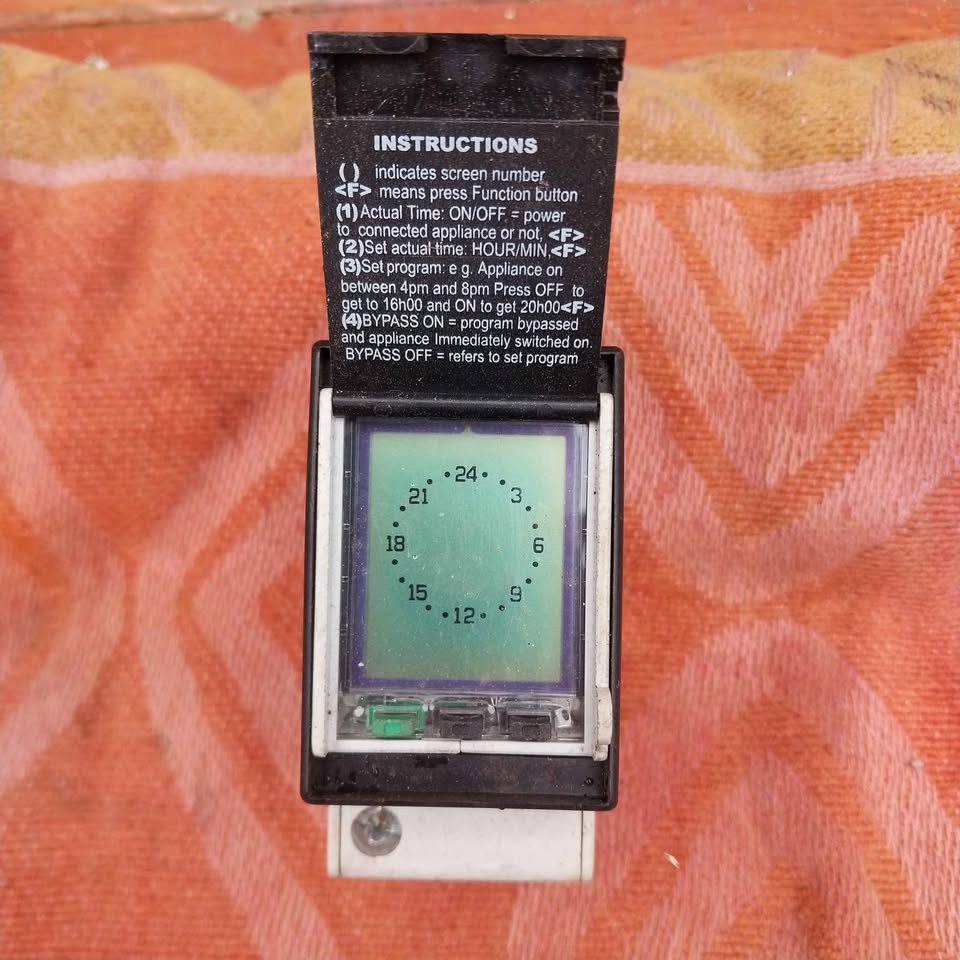 INSTRUCTIONS
( ) indicates screen number
<F> means press Function button
(1)Actual Time: ON/OFF = power
to connected appliance or not, <F>
(2)Set actual time: HOUR/MIN,<F>
(3)Set program: e g. Appliance on
between 4pm and 8pm Press OFF to
get to 16h00 and ON to get 20h00<F>
(4)BYPASS ON = program bypassed
and appliance Immediately switched on.
BYPASS OFF = refers to set program
24
21 3
18 6
15 9
12